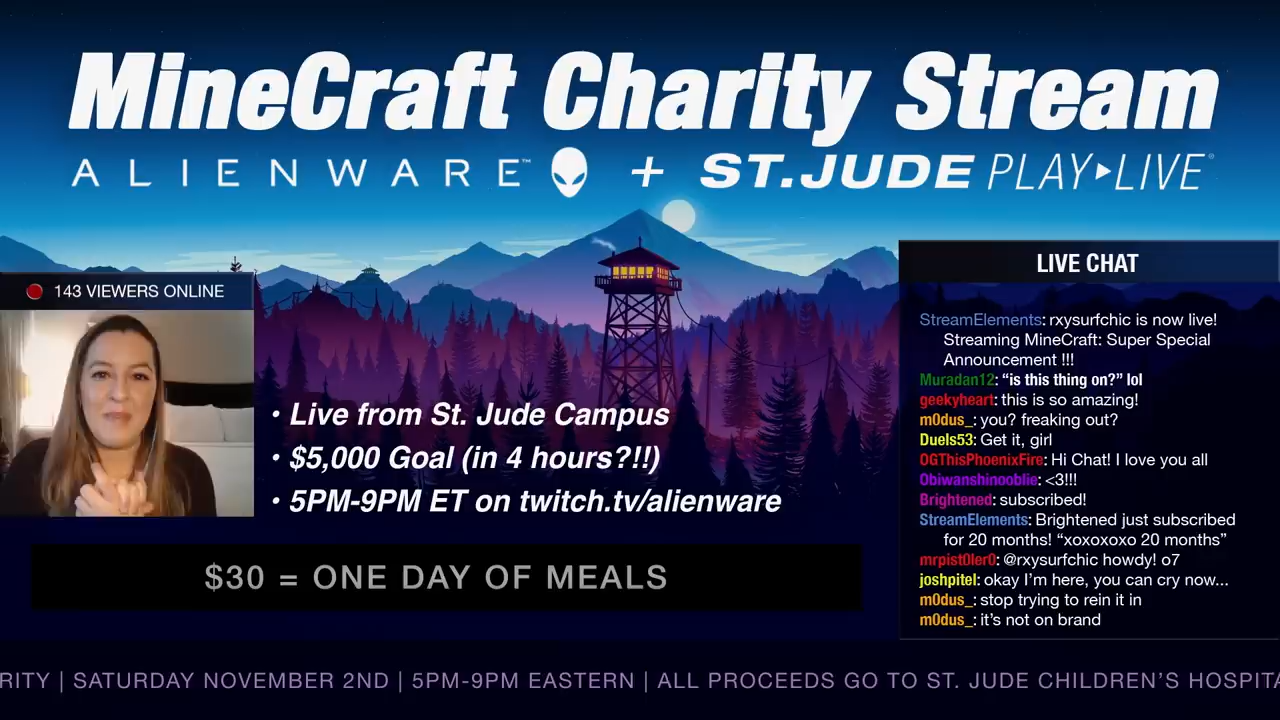 MineCraft Charity Stream
ALIENWARE™ + ST.JUDE PLAY LIVE®
143 VIEWERS ONLINE
• Live from St. Jude Campus
• $5,000 Goal (in 4 hours?!!)
• 5PM-9PM ET on twitch.tv/alienware
$30 = ONE DAY OF MEALS
LIVE CHAT
StreamElements: rxysurfchic is now live!
Streaming MineCraft: Super Special
Announcement !!!
Muradan12: “is this thing on?” lol
geekyheart: this is so amazing!
m0dus_: you? freaking out?
Duels53: Get it, girl
OGThisPhoenixFire: Hi Chat! I love you all
Obiwanshinooblie: <3!!!
Brightened: subscribed!
StreamElements: Brightened just subscribed
for 20 months! “xoxoxoxo 20 months”
mrpist0ler0: @rxysurfchic howdy! o7
joshpitel: okay I’m here, you can cry now...
m0dus_: stop trying to rein it in
m0dus_: it’s not on brand
RITY | SATURDAY NOVEMBER 2ND | 5PM-9PM EASTERN | ALL PROCEEDS GO TO ST. JUDE CHILDREN’S HOSPITA